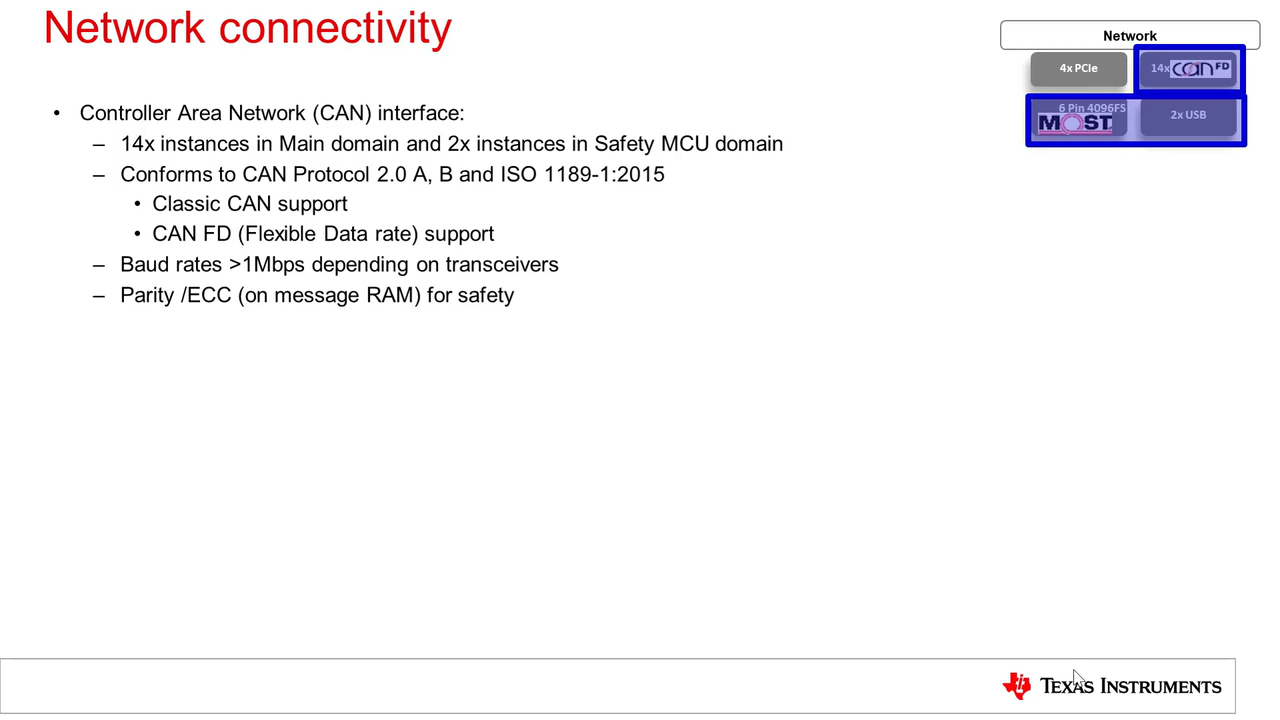 Network connectivity
Network
4x PCIe
14x CAN FD
6 Pin 4096FS
MOST
2x USB
• Controller Area Network (CAN) interface:
– 14x instances in Main domain and 2x instances in Safety MCU domain
– Conforms to CAN Protocol 2.0 A, B and ISO 1189-1:2015
• Classic CAN support
• CAN FD (Flexible Data rate) support
– Baud rates >1Mbps depending on transceivers
– Parity /ECC (on message RAM) for safety
TEXAS INSTRUMENTS